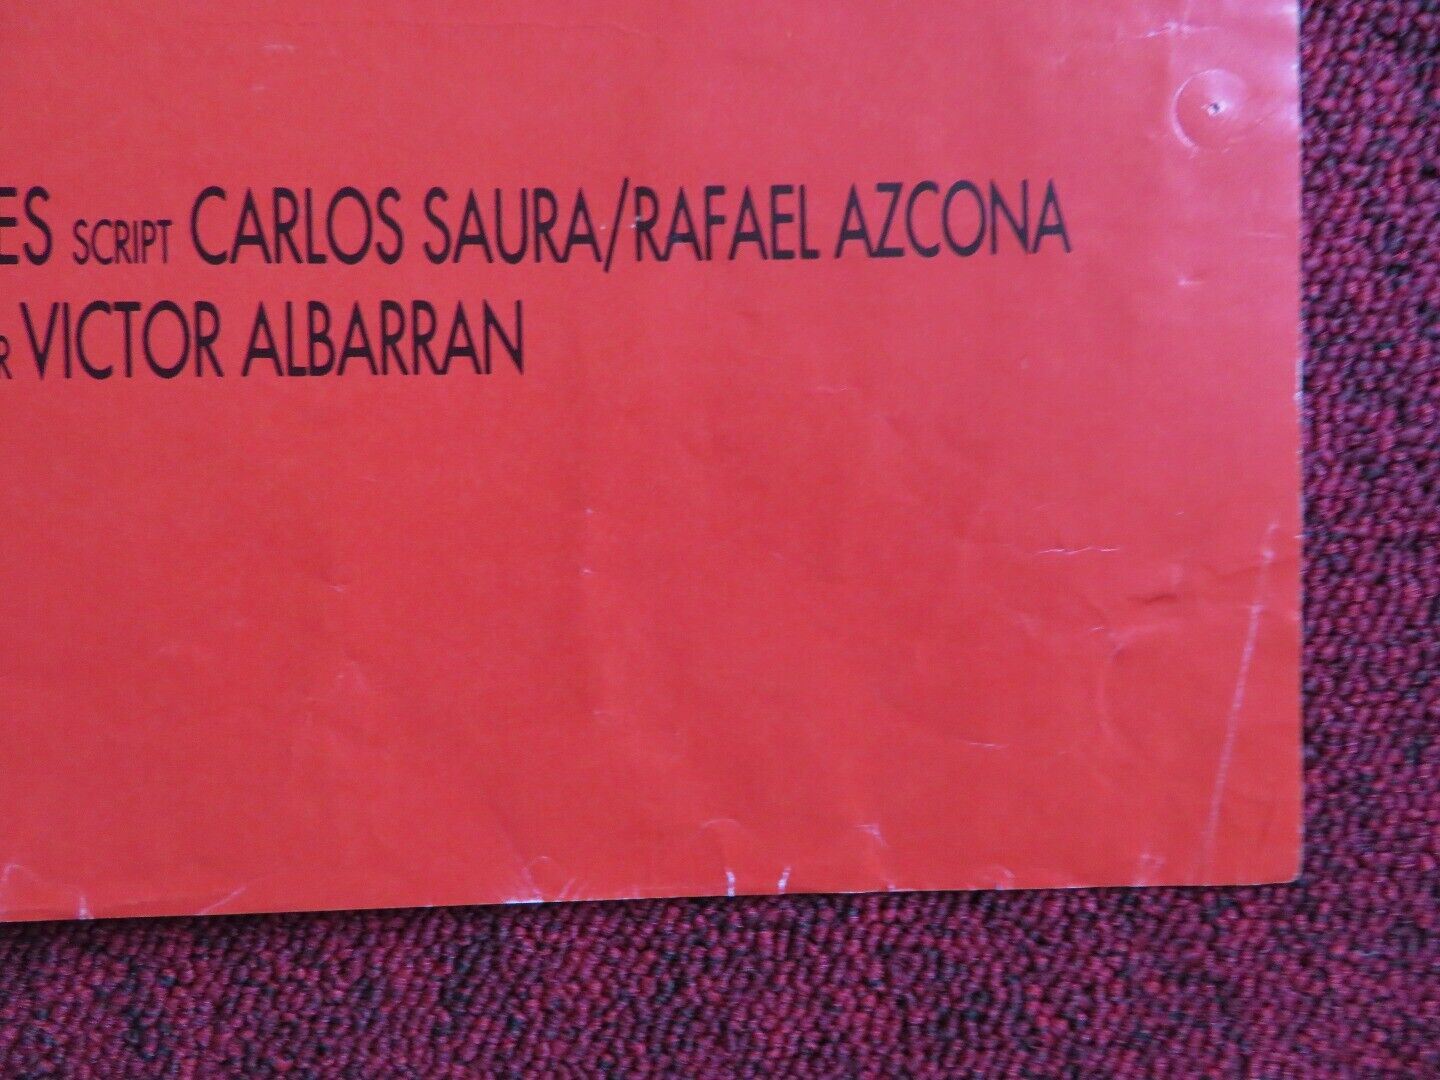 ES SCRIPT CARLOS SAURA/RAFAEL AZCONA
R VICTOR ALBARRAN